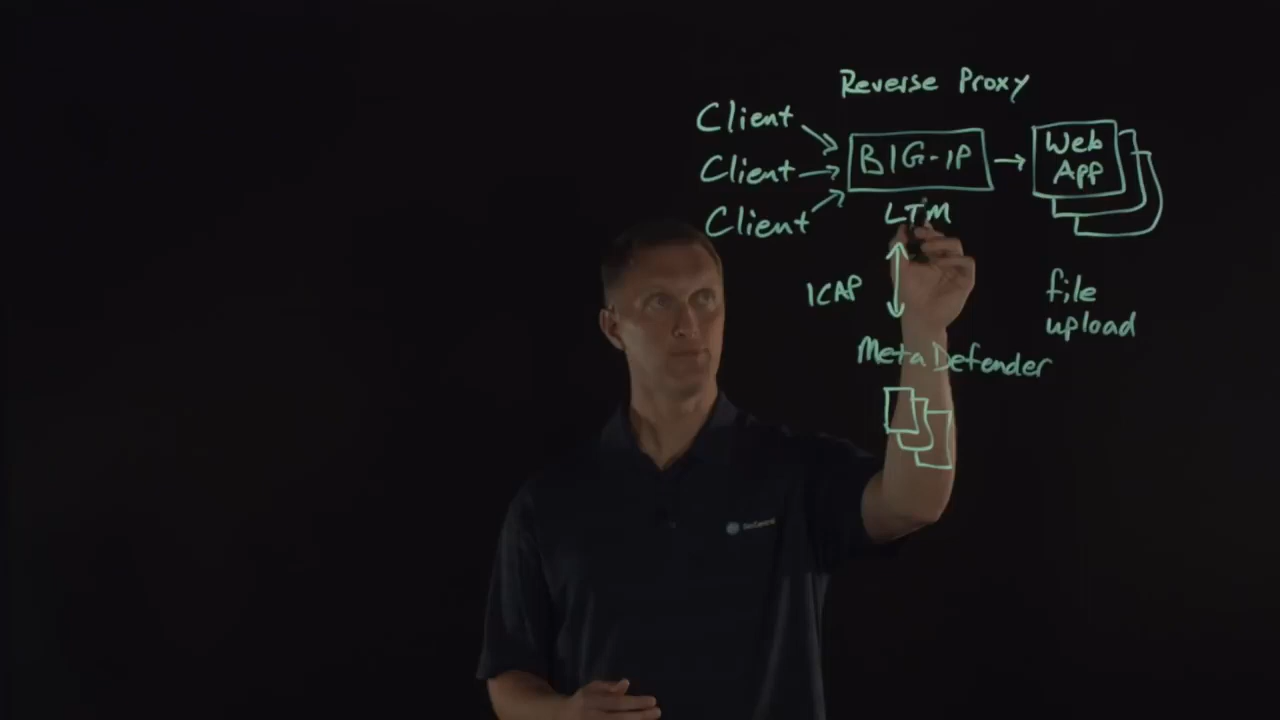 Reverse Proxy
Client
Client
Client
BIG-IP
Web
App
LTM
ICAP
file
upload
MetaDefender